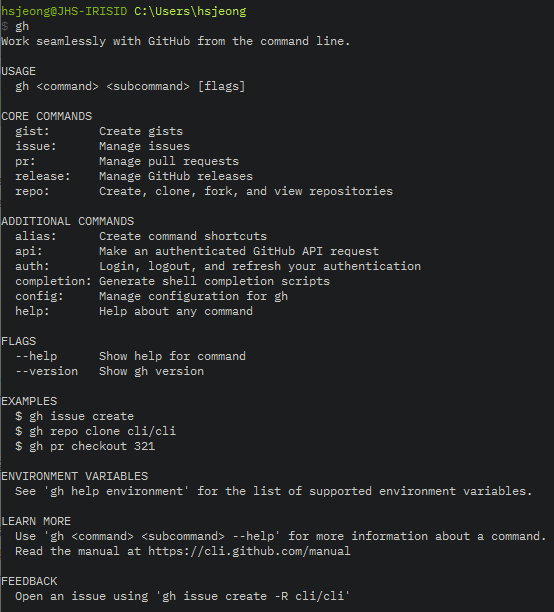 hsjeong@JHS-IRISID C:\Users\hsjeong
$ gh
Work seamlessly with GitHub from the command line.

USAGE
  gh <command> <subcommand> [flags]

CORE COMMANDS
  gist:       Create gists
  issue:      Manage issues
  pr:         Manage pull requests
  release:    Manage GitHub releases
  repo:       Create, clone, fork, and view repositories

ADDITIONAL COMMANDS
  alias:      Create command shortcuts
  api:        Make an authenticated GitHub API request
  auth:       Login, logout, and refresh your authentication
  completion: Generate shell completion scripts
  config:     Manage configuration for gh
  help:       Help about any command

FLAGS
  --help      Show help for command
  --version   Show gh version

EXAMPLES
  $ gh issue create
  $ gh repo clone cli/cli
  $ gh pr checkout 321

ENVIRONMENT VARIABLES
  See 'gh help environment' for the list of supported environment variables.

LEARN MORE
  Use 'gh <command> <subcommand> --help' for more information about a command.
  Read the manual at https://cli.github.com/manual

FEEDBACK
  Open an issue using 'gh issue create -R cli/cli'